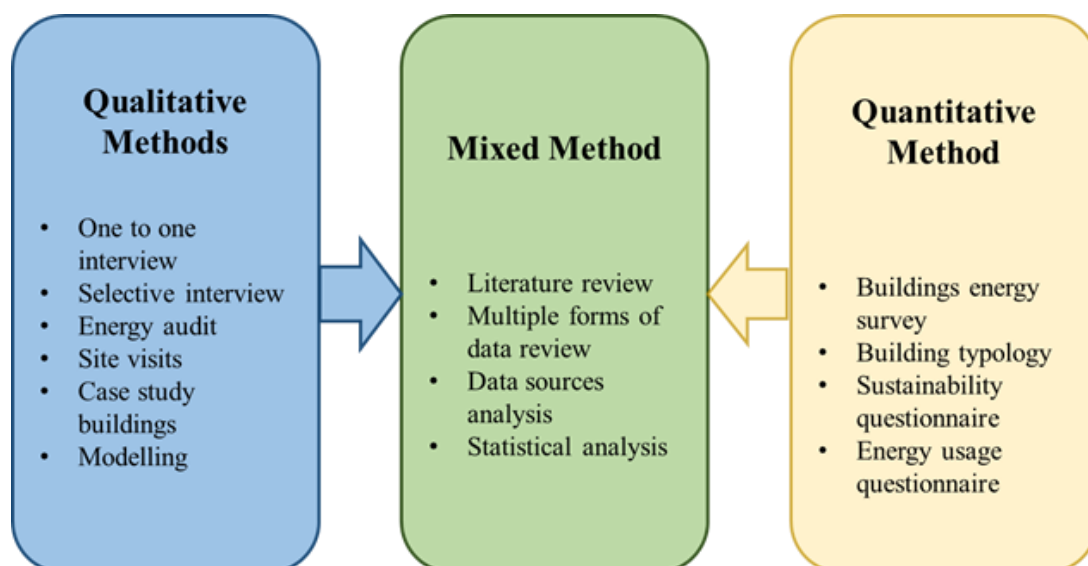 Qualitative
Methods
• One to one
interview
• Selective interview
• Energy audit
• Site visits
• Case study
buildings
• Modelling
Mixed Method
• Literature review
• Multiple forms of
data review
• Data sources
analysis
• Statistical analysis
Quantitative
Method
• Buildings energy
survey
• Building typology
• Sustainability
questionnaire
• Energy usage
questionnaire